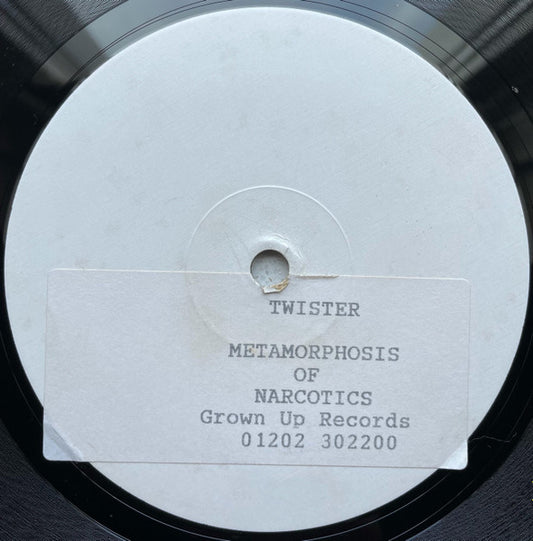 TWISTER
METAMORPHOSIS
OF
NARCOTICS
Grown Up Records
01202 302200